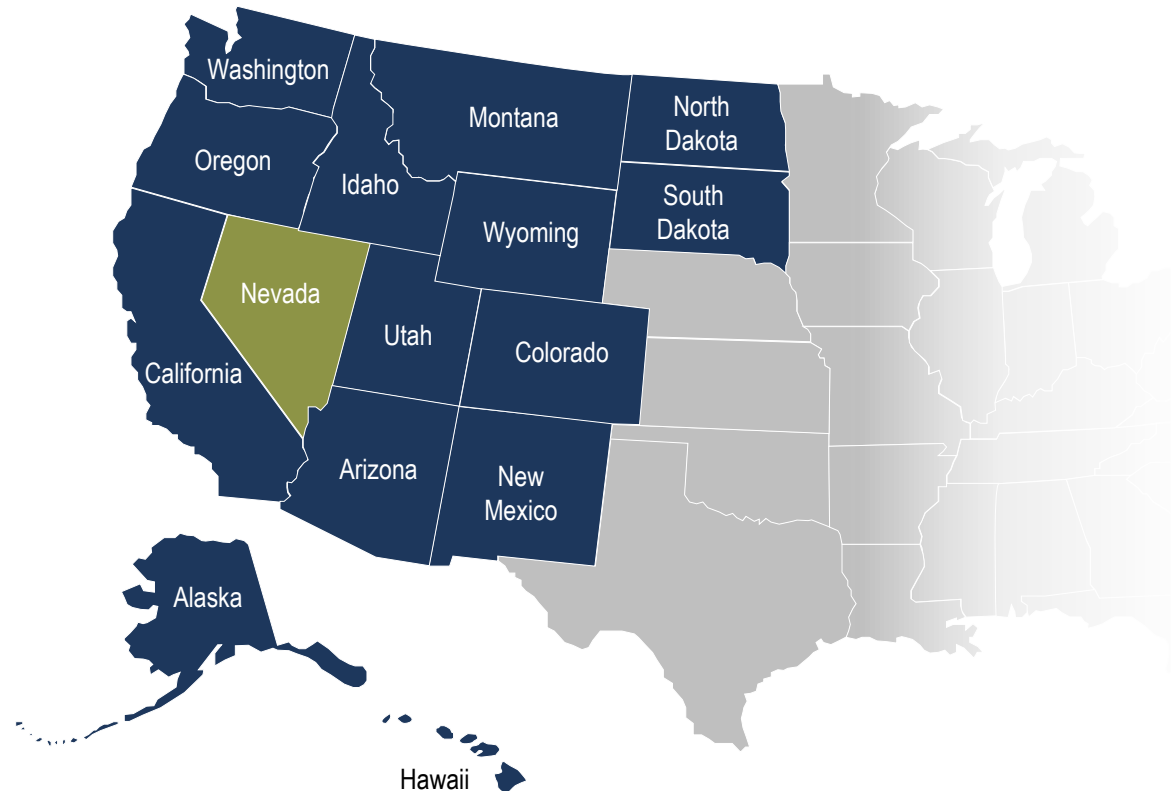 Washington
Montana
North
Dakota
Oregon
Idaho
South
Dakota
Wyoming
Nevada
Utah
Colorado
California
Arizona
New
Mexico
Alaska
Hawaii